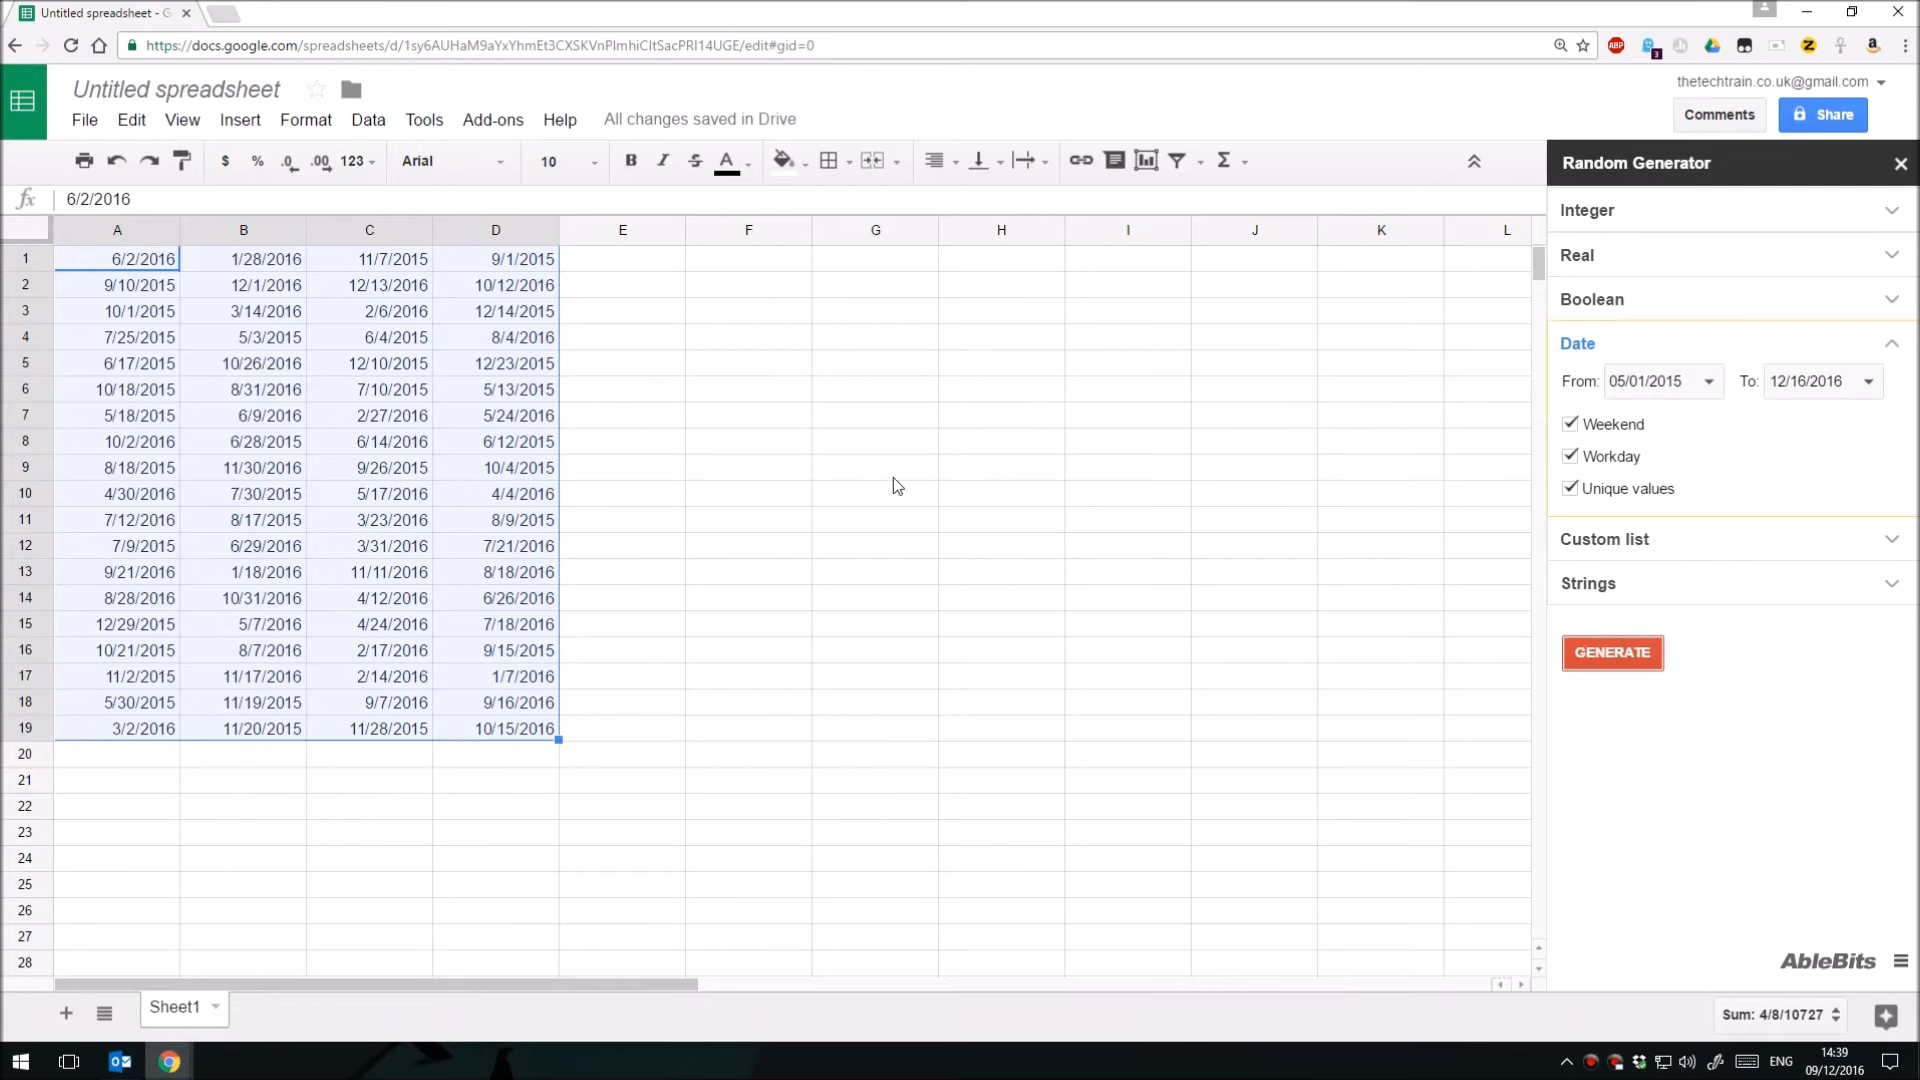 Untitled spreadsheet - G
https://docs.google.com/spreadsheets/d/1sy6AUHaM9aYxYhmEt3CXSKVnPImhiCItSacPRI14UGE/edit#gid=0
Untitled spreadsheet
thetechtrain.co.uk@gmail.com
File Edit View Insert Format Data Tools Add-ons Help All changes saved in Drive
Comments Share
$ % .0 .00 123 Arial 10 B I S A
Random Generator
fx 6/2/2016
A B C D E F G H I J K L
1 6/2/2016 1/28/2016 11/7/2015 9/1/2015
2 9/10/2015 12/1/2016 12/13/2016 10/12/2016
3 10/1/2015 3/14/2016 2/6/2016 12/14/2015
4 7/25/2015 5/3/2015 6/4/2015 8/4/2016
5 6/17/2015 10/26/2016 12/10/2015 12/23/2015
6 10/18/2015 8/31/2016 7/10/2015 5/13/2015
7 5/18/2015 6/9/2016 2/27/2016 5/24/2016
8 10/2/2016 6/28/2015 6/14/2016 6/12/2015
9 8/18/2015 11/30/2016 9/26/2015 10/4/2015
10 4/30/2016 7/30/2015 5/17/2016 4/4/2016
11 7/12/2016 8/17/2015 3/23/2016 8/9/2015
12 7/9/2015 6/29/2016 3/31/2016 7/21/2016
13 9/21/2016 1/18/2016 11/11/2016 8/18/2016
14 8/28/2016 10/31/2016 4/12/2016 6/26/2016
15 12/29/2015 5/7/2016 4/24/2016 7/18/2016
16 10/21/2015 8/7/2016 2/17/2016 9/15/2015
17 11/2/2015 11/17/2016 2/14/2016 1/7/2016
18 5/30/2015 11/19/2015 9/7/2016 9/16/2016
19 3/2/2016 11/20/2015 11/28/2015 10/15/2016
20
21
22
23
24
25
26
27
28
Integer
Real
Boolean
Date
From: 05/01/2015 To: 12/16/2016
Weekend
Workday
Unique values
Custom list
Strings
GENERATE
AbleBits
Sheet1
Sum: 4/8/10727
ENG
14:39
09/12/2016